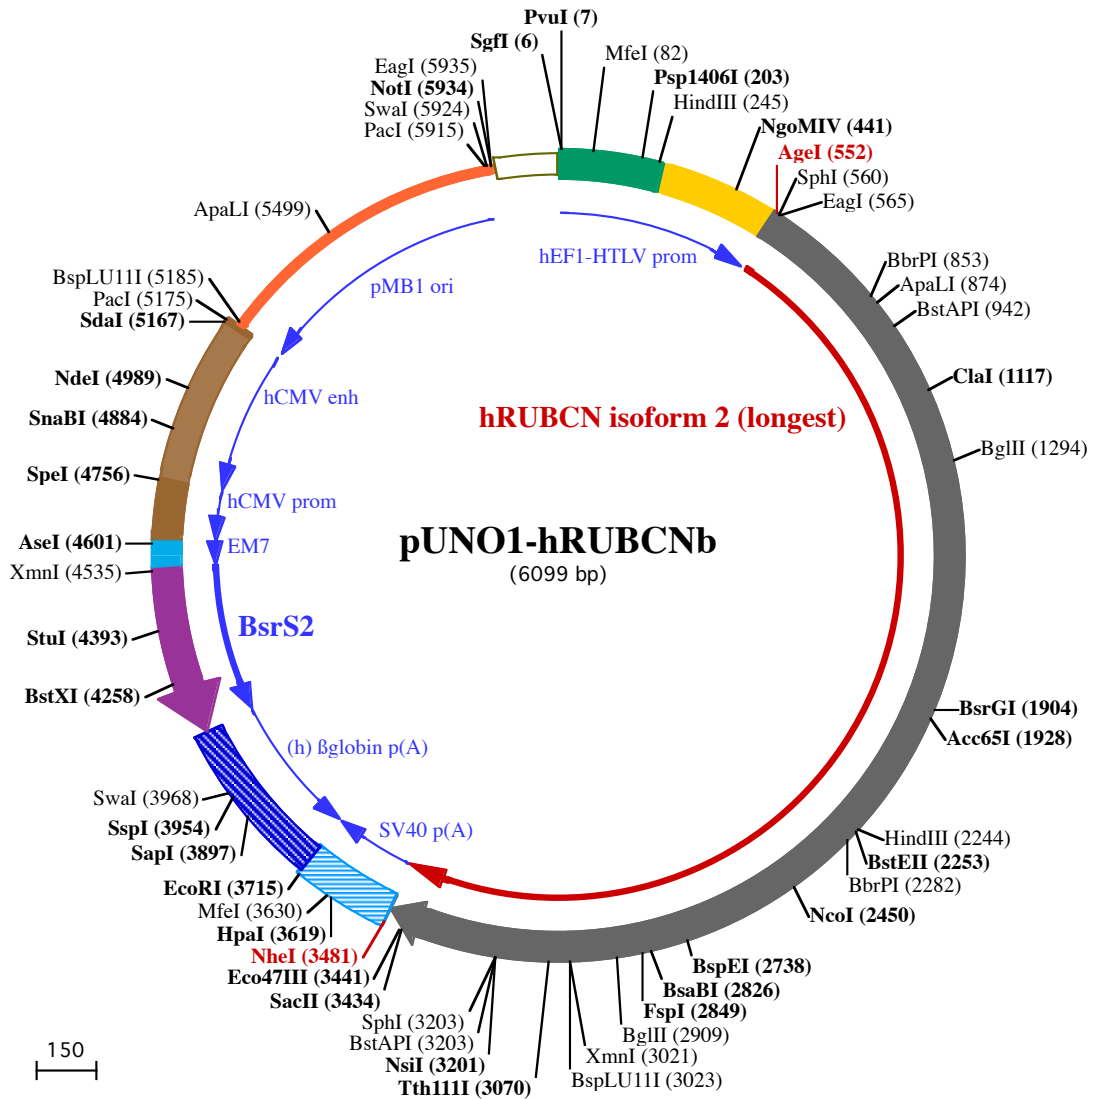 PvuI (7)
SgfI (6)
MfeI (82)
EagI (5935)
Psp1406I (203)
NotI (5934)
HindIII (245)
SwaI (5924)
NgoMIV (441)
PacI (5915)
AgeI (552)
SphI (560)
EagI (565)
ApaLI (5499)
hEF1-HTLV prom
BbrPI (853)
BspLU11I (5185)
pMB1 ori
ApaLI (874)
PacI (5175)
BstAPI (942)
SdaI (5167)
NdeI (4989)
ClaI (1117)
hCMV enh
SnaBI (4884)
hRUBCN isoform 2 (longest)
BglII (1294)
SpeI (4756)
hCMV prom
AseI (4601)
EM7
pUNO1-hRUBCNb
(6099 bp)
XmnI (4535)
BsrS2
StuI (4393)
BstXI (4258)
BsrGI (1904)
Acc65I (1928)
(h) ßglobin p(A)
SwaI (3968)
SspI (3954)
SV40 p(A)
HindIII (2244)
SapI (3897)
BstEII (2253)
EcoRI (3715)
BbrPI (2282)
MfeI (3630)
NcoI (2450)
HpaI (3619)
NheI (3481)
BspEI (2738)
Eco47III (3441)
BsaBI (2826)
SacII (3434)
FspI (2849)
SphI (3203)
BglII (2909)
BstAPI (3203)
XmnI (3021)
NsiI (3201)
BspLU11I (3023)
Tth111I (3070)
150